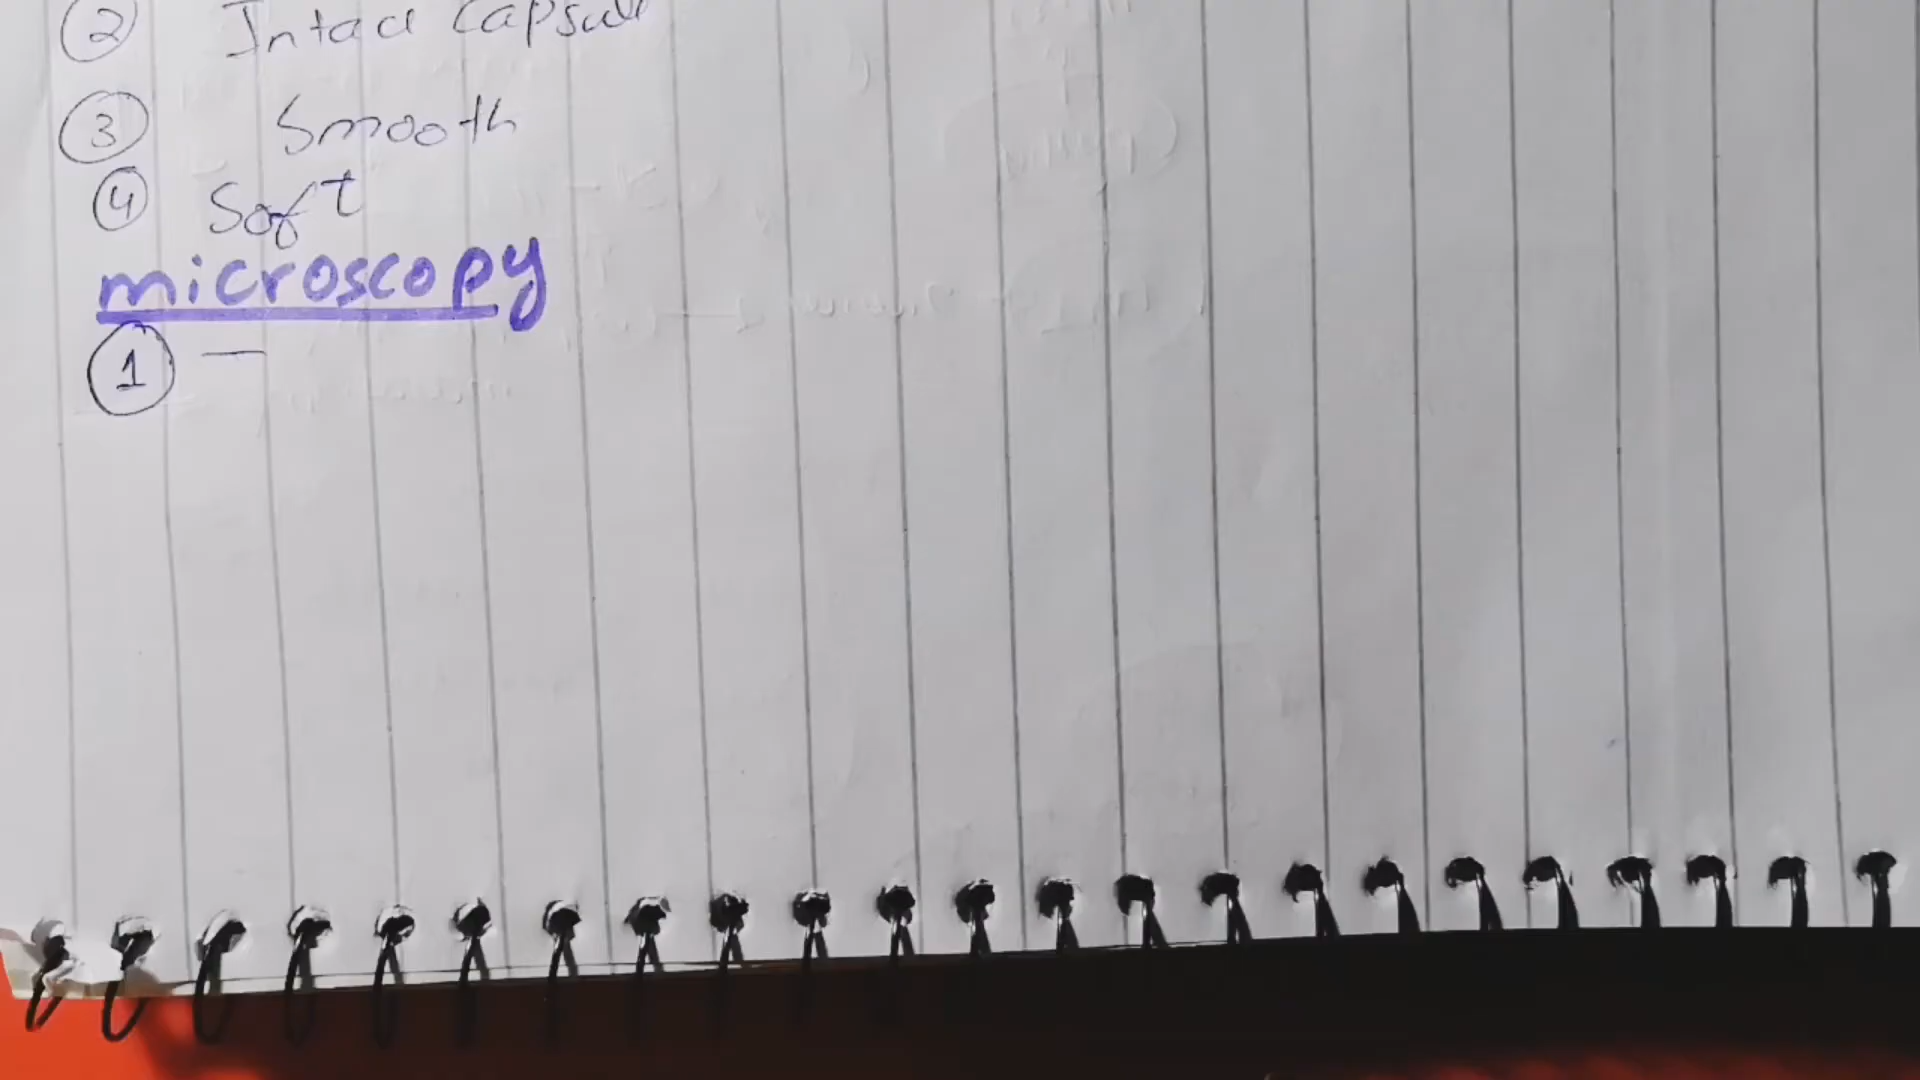 ② Intact Capsule
③ Smooth
④ Soft
microscopy
① —